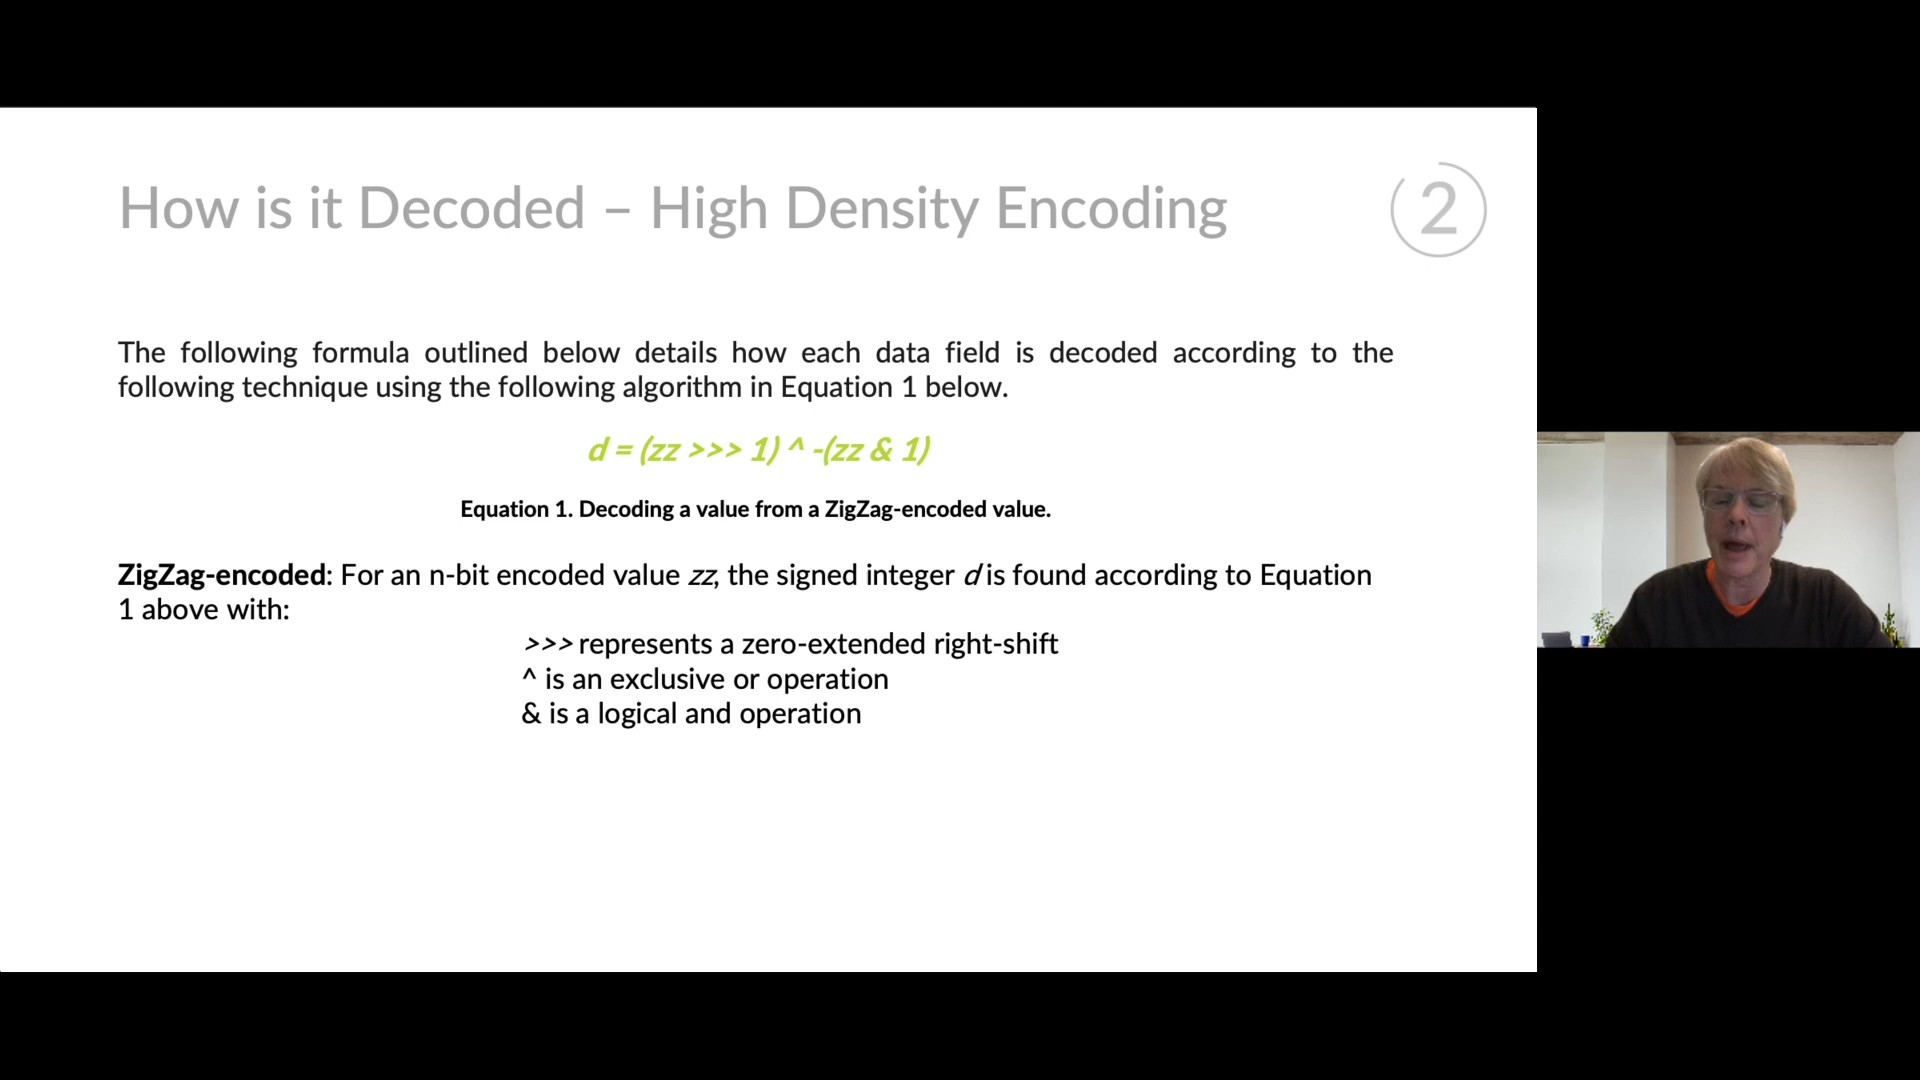 How is it Decoded – High Density Encoding
2
The following formula outlined below details how each data field is decoded according to the
following technique using the following algorithm in Equation 1 below.
d = (zz >>> 1) ^ -(zz & 1)
Equation 1. Decoding a value from a ZigZag-encoded value.
ZigZag-encoded: For an n-bit encoded value zz, the signed integer d is found according to Equation
1 above with:
>>> represents a zero-extended right-shift
^ is an exclusive or operation
& is a logical and operation